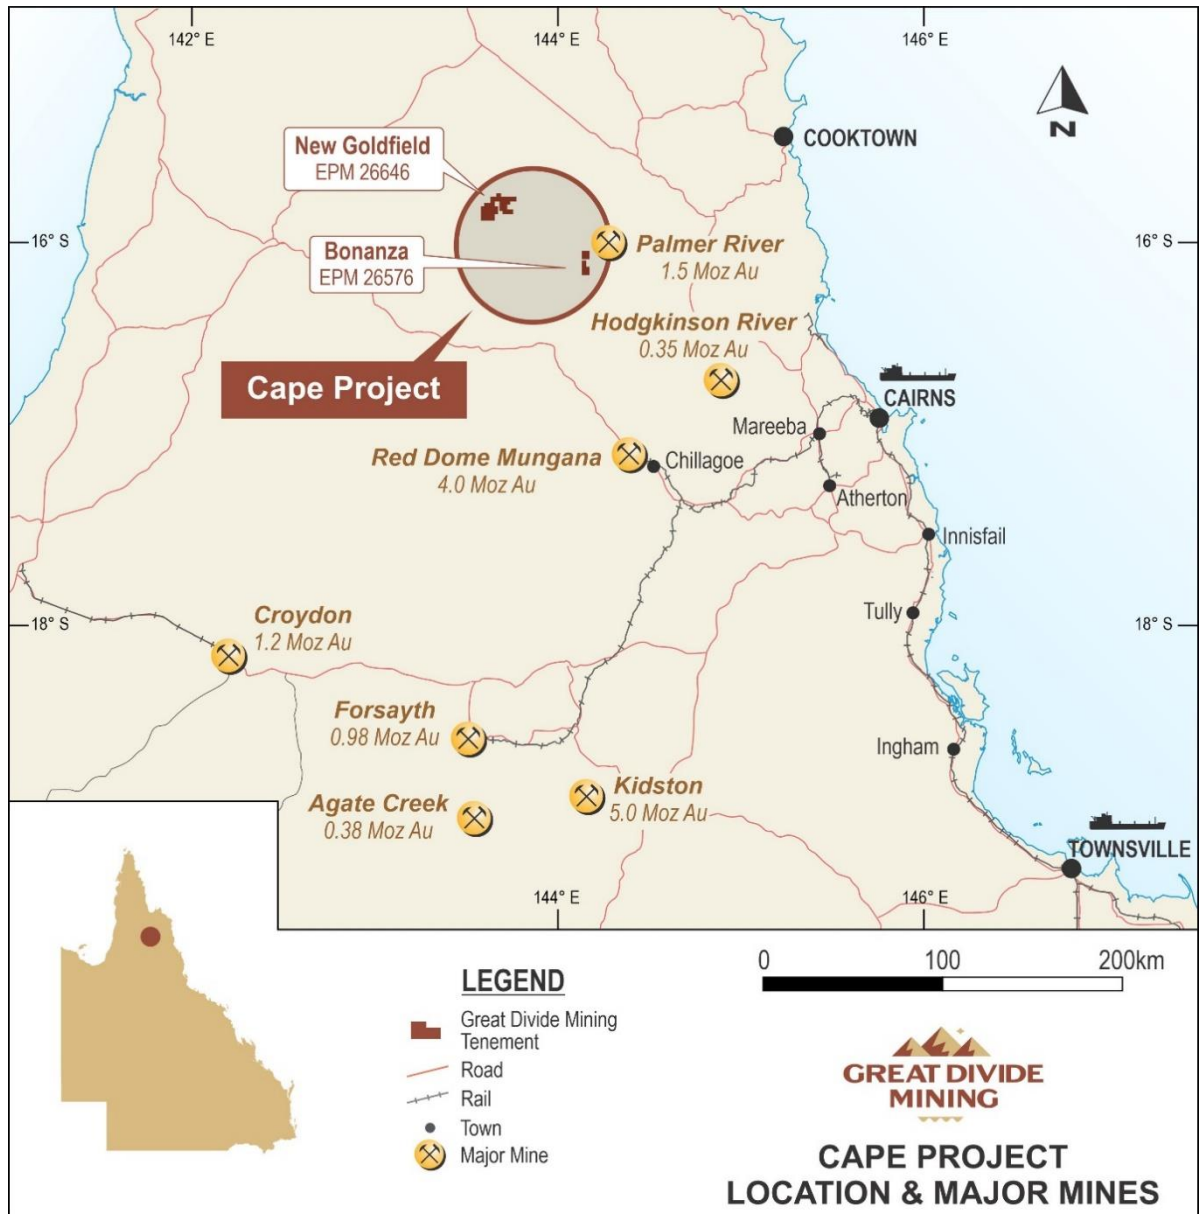 142° E
144° E
146° E
N
COOKTOWN
New Goldfield
EPM 26646
16° S
16° S
Palmer River
1.5 Moz Au
Bonanza
EPM 26576
Hodgkinson River
0.35 Moz Au
Cape Project
CAIRNS
Mareeba
Red Dome Mungana
4.0 Moz Au
Chillagoe
Atherton
Innisfail
Tully
Croydon
1.2 Moz Au
18° S
18° S
Forsayth
0.98 Moz Au
Ingham
Kidston
5.0 Moz Au
Agate Creek
0.38 Moz Au
TOWNSVILLE
144° E
146° E
0
100
200km
LEGEND
Great Divide Mining
Tenement
Road
Rail
Town
Major Mine
GREAT DIVIDE
MINING
CAPE PROJECT
LOCATION & MAJOR MINES